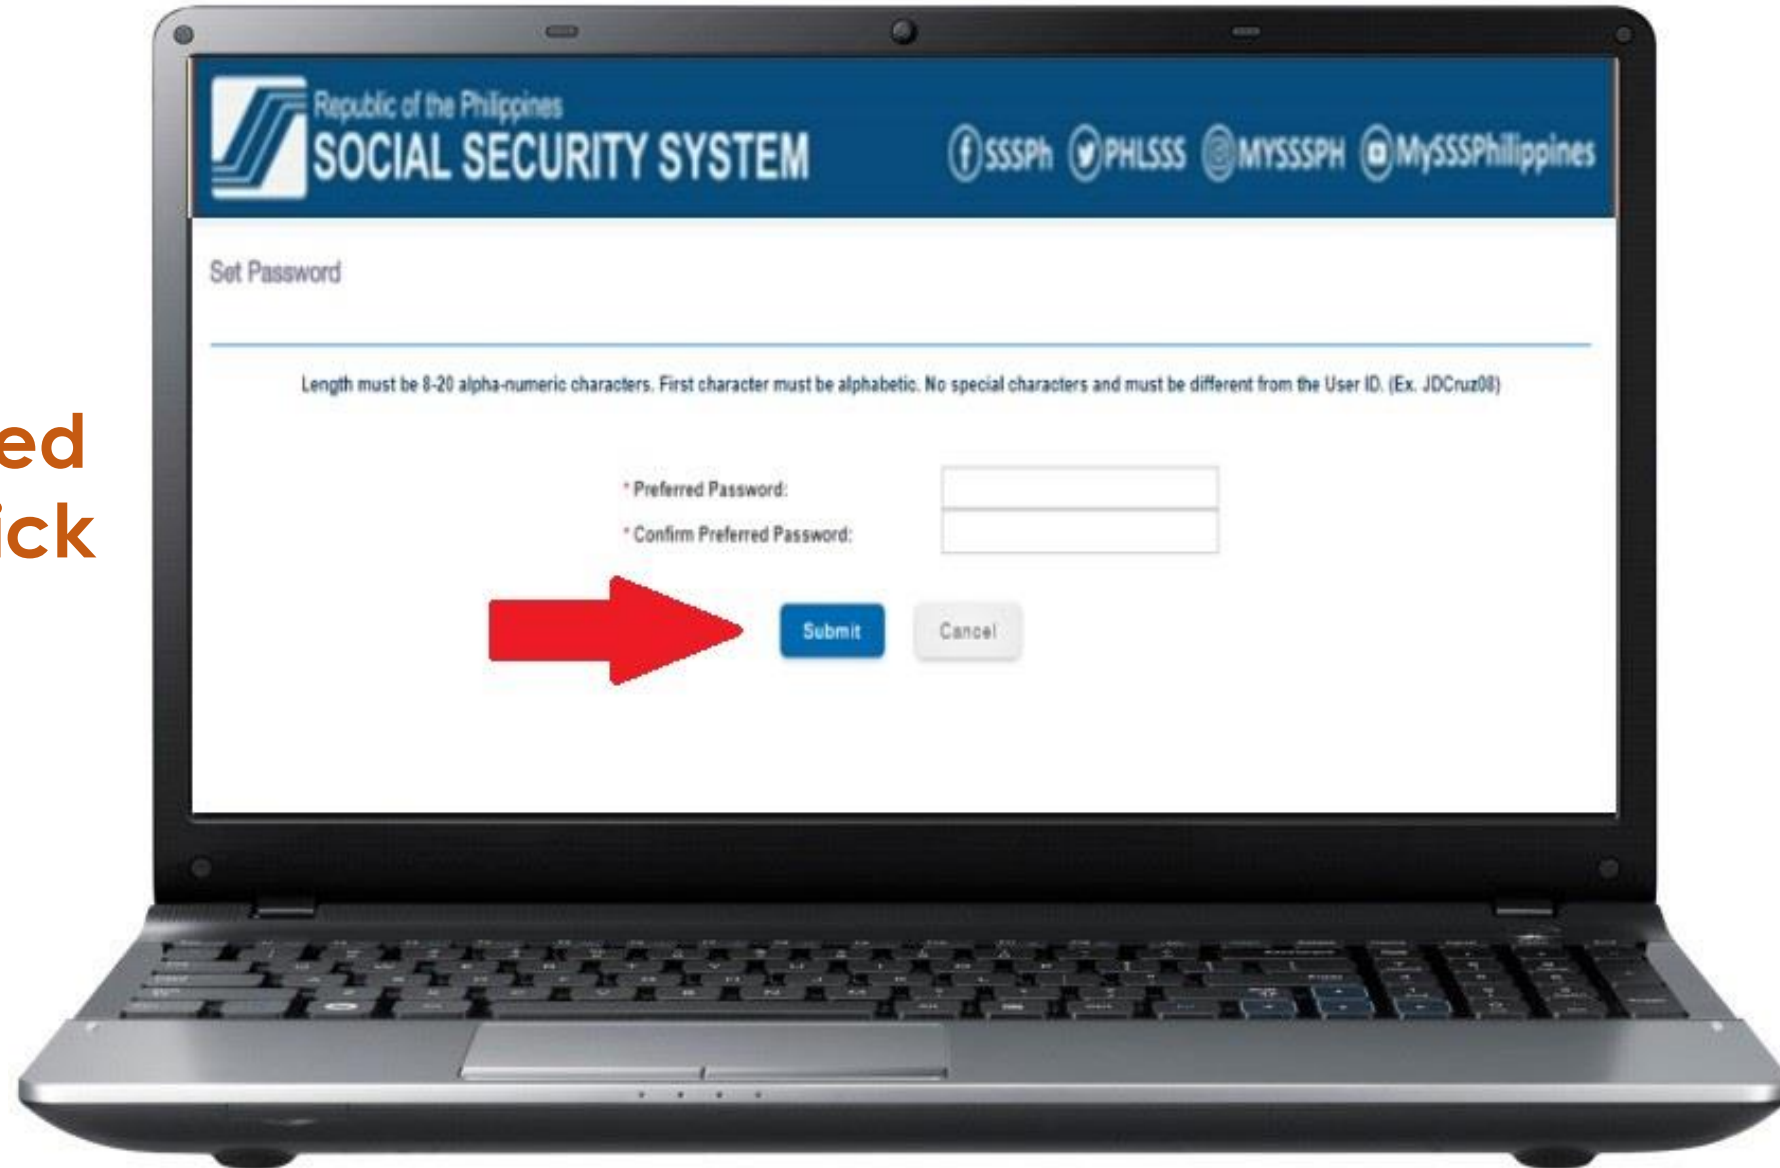 Republic of the Philippines
SOCIAL SECURITY SYSTEM
SSSPh PHLSSS MYSSSPH MySSSPhilippines
Set Password
Length must be 8-20 alpha-numeric characters. First character must be alphabetic. No special characters and must be different from the User ID. (Ex. JDCruz08)
ed
ick
* Preferred Password:
* Confirm Preferred Password:
Submit Cancel